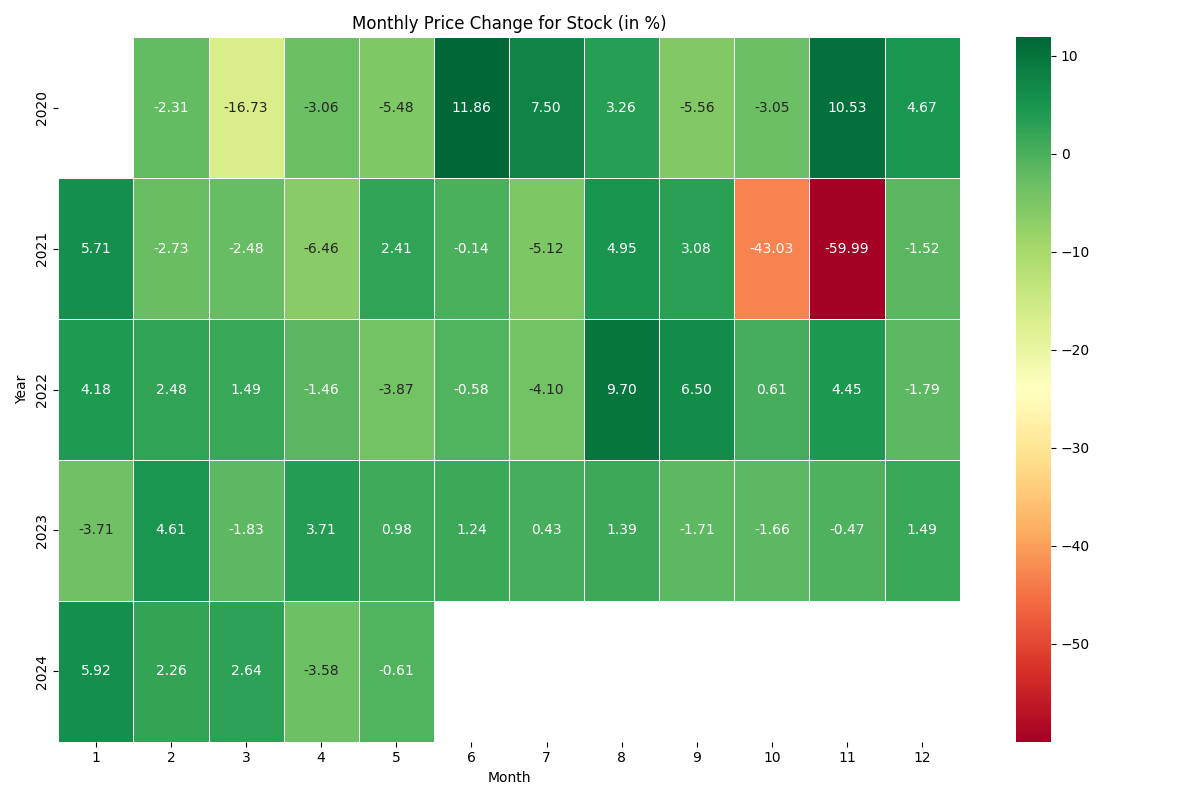 Monthly Price Change for Stock (in %)
2020 -2.31 -16.73 -3.06 -5.48 11.86 7.50 3.26 -5.56 -3.05 10.53 4.67
2021 5.71 -2.73 -2.48 -6.46 2.41 -0.14 -5.12 4.95 3.08 -43.03 -59.99 -1.52
Year
2022 4.18 2.48 1.49 -1.46 -3.87 -0.58 -4.10 9.70 6.50 0.61 4.45 -1.79
2023 -3.71 4.61 -1.83 3.71 0.98 1.24 0.43 1.39 -1.71 -1.66 -0.47 1.49
2024 5.92 2.26 2.64 -3.58 -0.61
1 2 3 4 5 6 7 8 9 10 11 12
Month
10
0
−10
−20
−30
−40
−50